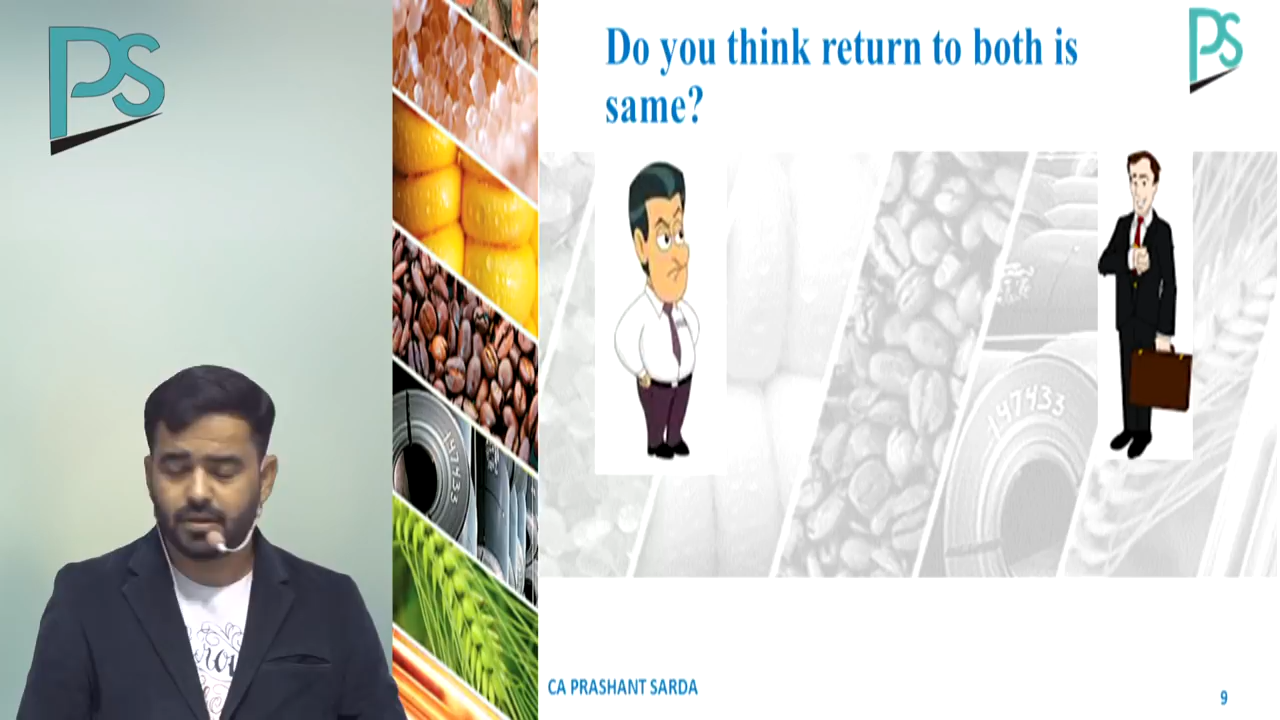 PS
Do you think return to both is
same?
PS
147433
147433
CA PRASHANT SARDA
9